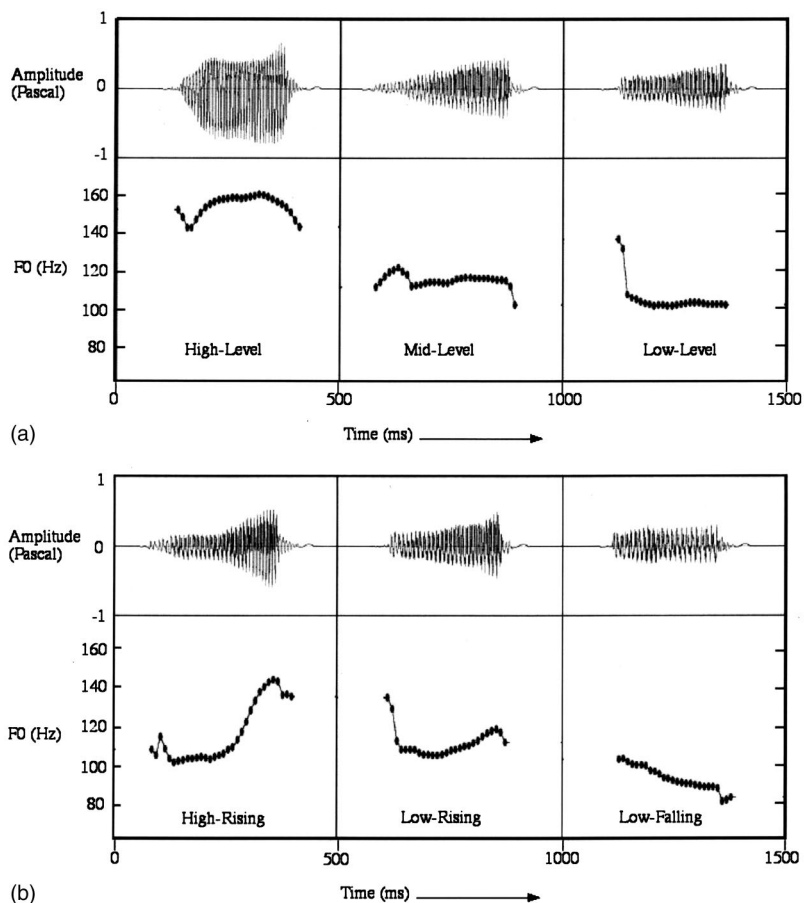 1
Amplitude
(Pascal)
0
-1
160
140
F0 (Hz)
120
100
80
High-Level
Mid-Level
Low-Level
0
500
1000
1500
(a)
Time (ms)
1
Amplitude
(Pascal)
0
-1
160
140
120
F0 (Hz)
100
80
High-Rising
Low-Rising
Low-Falling
0
500
1000
1500
(b)
Time (ms)